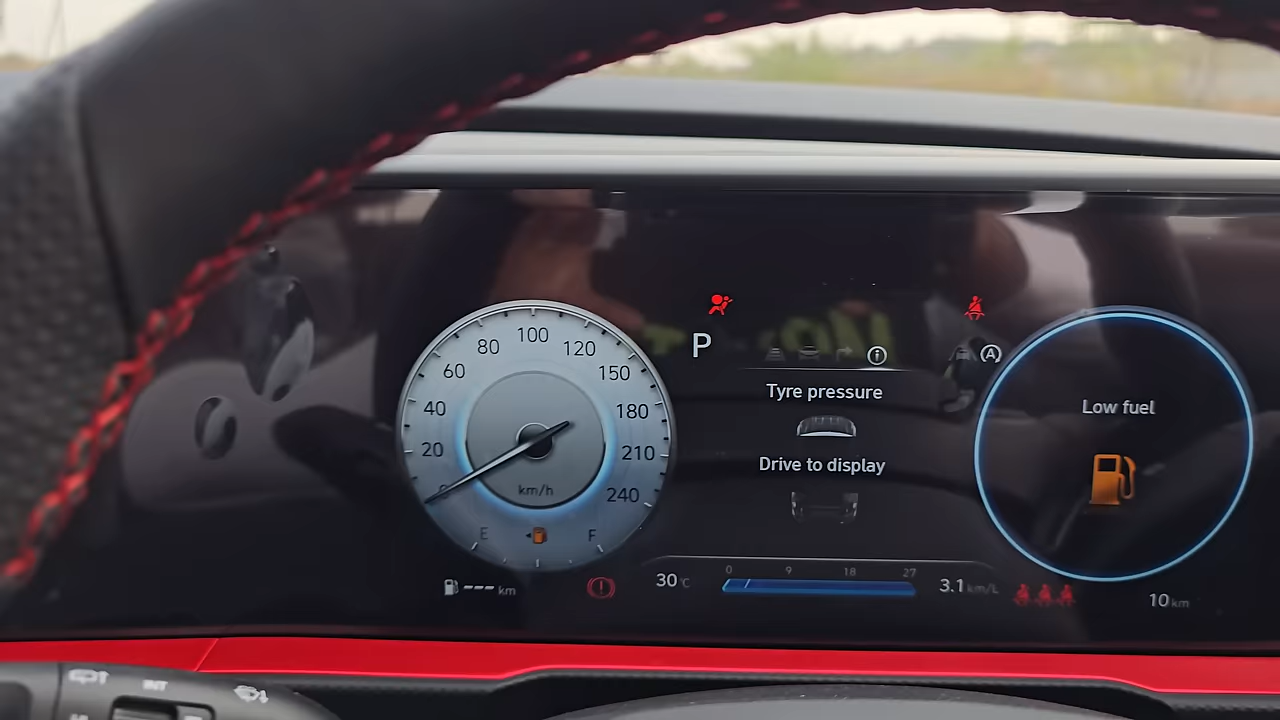 100
80
120
60
150
40
180
20
210
240
km/h
E
F
--- km
P
A
Tyre pressure
Drive to display
30°C
0 9 18 27
3.1 km/L
Low fuel
10 km
INT